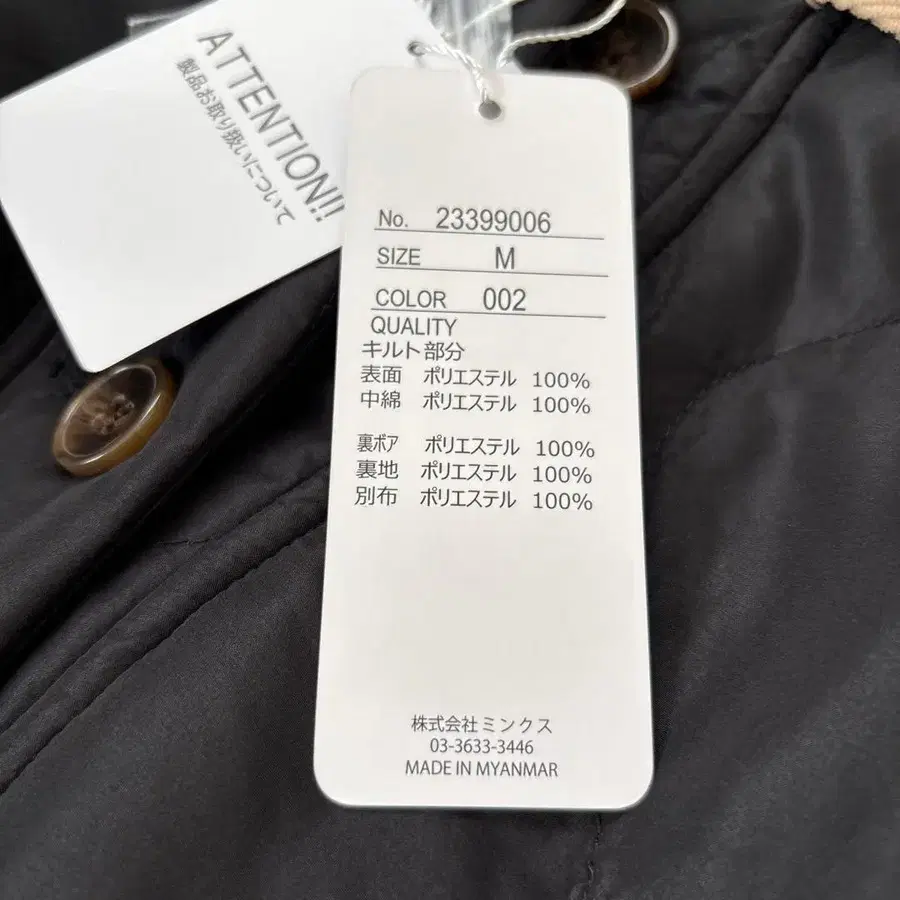 ATTENTION!!
製品お取り扱いについて
No. 23399006
SIZE M
COLOR 002
QUALITY
キルト部分
表面 ポリエステル 100%
中綿 ポリエステル 100%
裏ボア ポリエステル 100%
裏地 ポリエステル 100%
別布 ポリエステル 100%
株式会社ミンクス
03-3633-3446
MADE IN MYANMAR